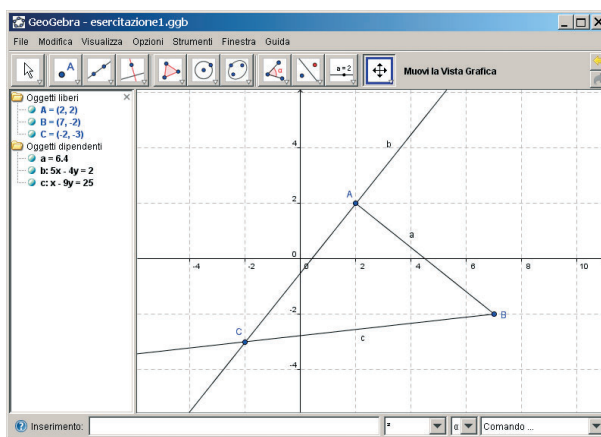 GeoGebra - esercitazione1.ggb
File Modifica Visualizza Opzioni Strumenti Finestra Guida
A
α
a = 2
Muovi la Vista Grafica
Oggetti liberi
A = (2, 2)
B = (7, -2)
C = (-2, -3)
Oggetti dipendenti
a = 6.4
b: 5x - 4y = 2
c: x - 9y = 25
b
4
A
2
a
0
-4 -2 0 2 4 6 8 10
-2
B
C
c
-4
Inserimento:
α
Comando ...